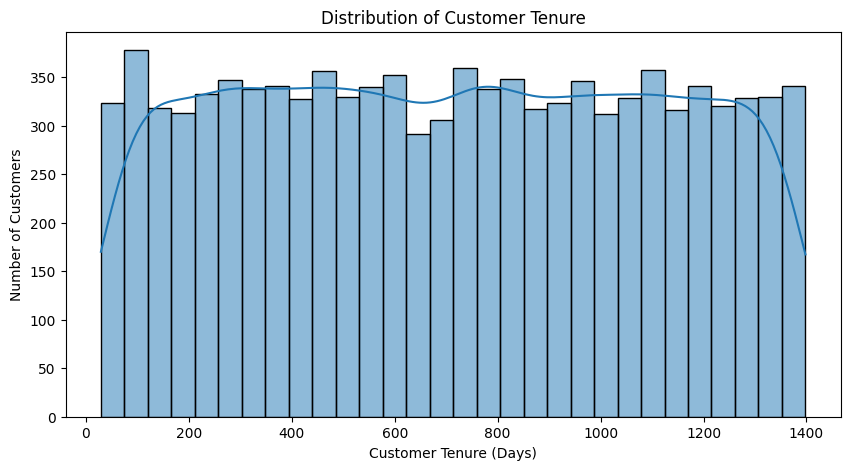 Distribution of Customer Tenure
Number of Customers
350
300
250
200
150
100
50
0
0 200 400 600 800 1000 1200 1400
Customer Tenure (Days)